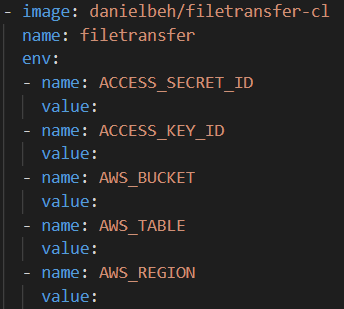 - image: danielbeh/filetransfer-cl
name: filetransfer
env:
- name: ACCESS_SECRET_ID
value:
- name: ACCESS_KEY_ID
value:
- name: AWS_BUCKET
value:
- name: AWS_TABLE
value:
- name: AWS_REGION
value: